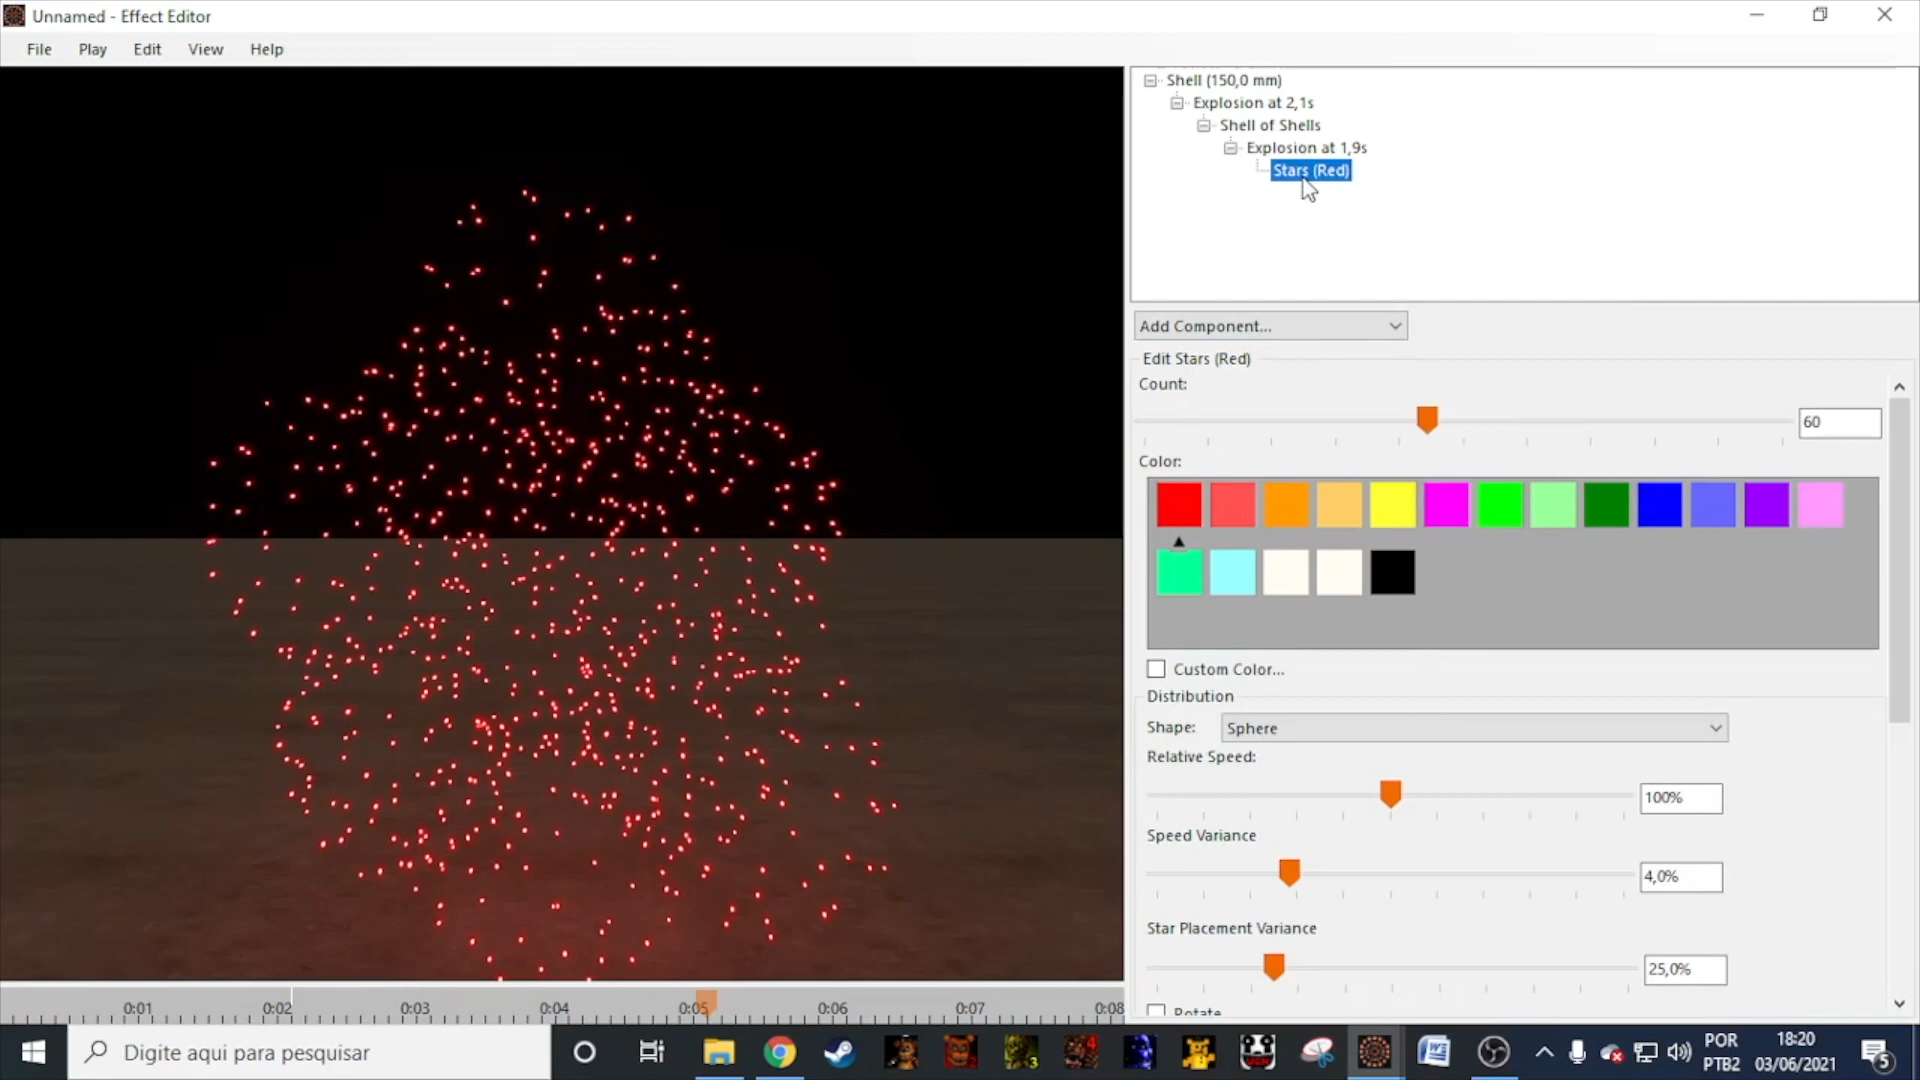 Unnamed - Effect Editor
File Play Edit View Help
Shell (150,0 mm)
Explosion at 2,1s
Shell of Shells
Explosion at 1,9s
Stars (Red)
Add Component...
Edit Stars (Red)
Count:
60
Color:
Custom Color...
Distribution
Shape: Sphere
Relative Speed:
100%
Speed Variance
4,0%
Star Placement Variance
25,0%
Rotate
0:01 0:02 0:03 0:04 0:05 0:06 0:07 0:08
Digite aqui para pesquisar
3
4
POR
PTB2
18:20
03/06/2021
5